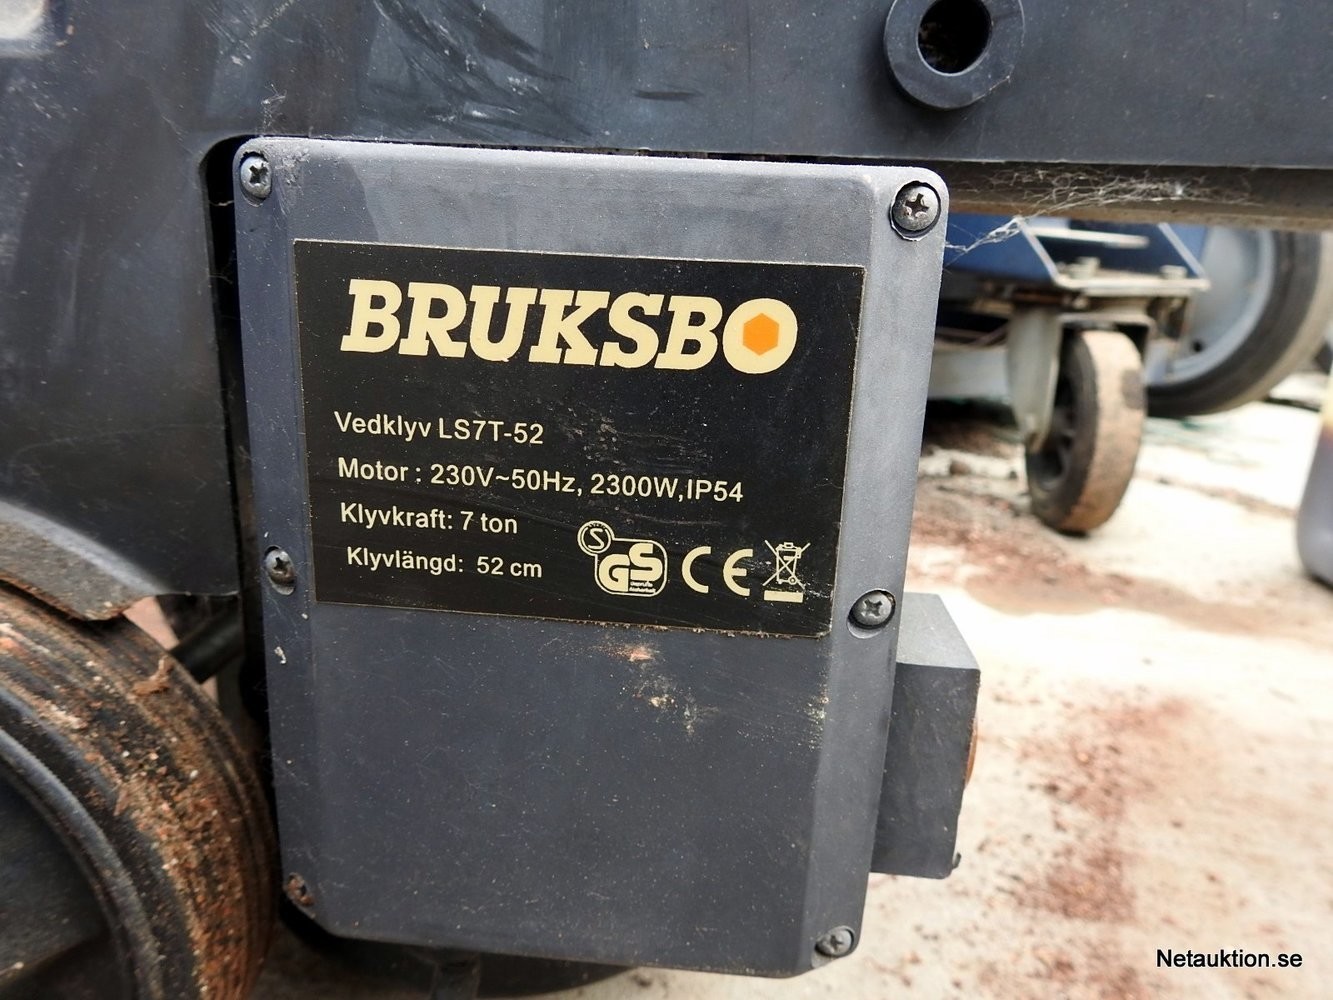 BRUKSBO
Vedklyv LS7T-52
Motor : 230V~50Hz, 2300W,IP54
Klyvkraft: 7 ton
Klyvlängd: 52 cm
S
GS
CE
Netauktion.se